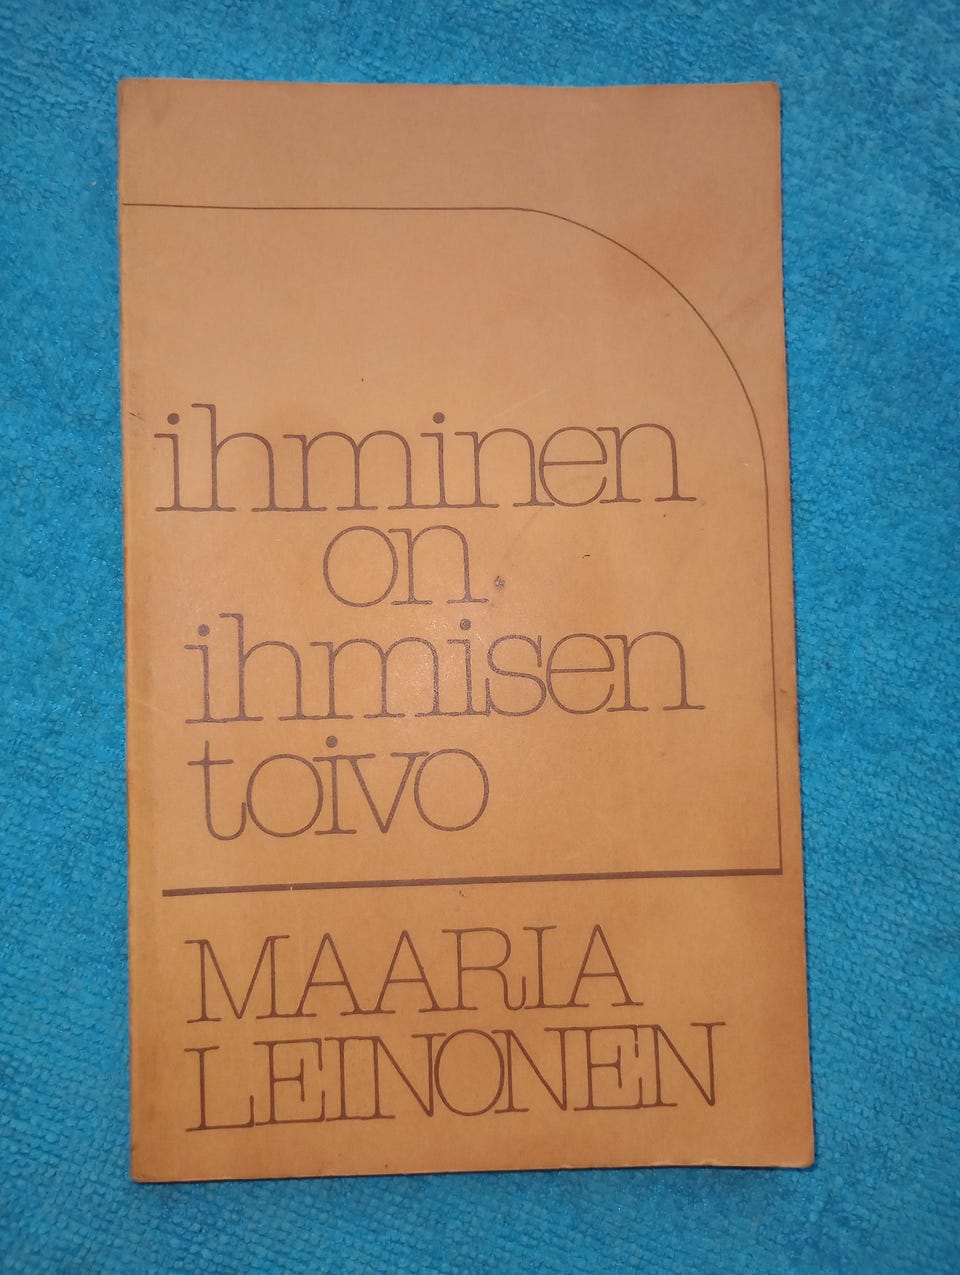 ihminen
on
ihmisen
toivo
MAARIA
LEINONEN